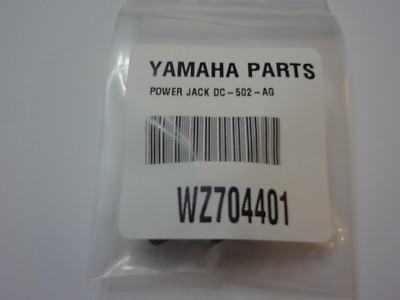 YAMAHA PARTS
POWER JACK DC-502-AG
WZ704401